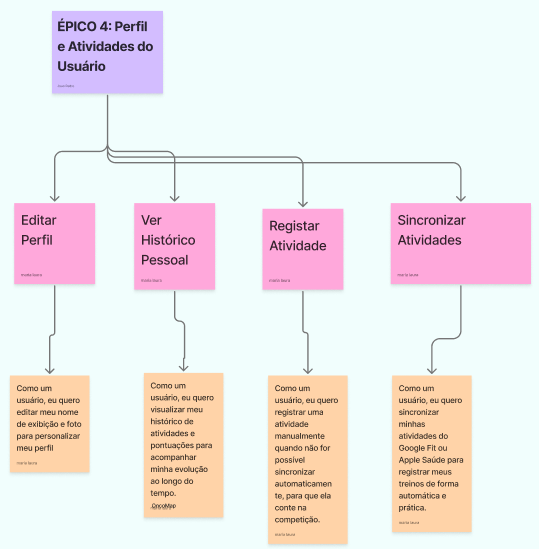 ÉPICO 4: Perfil
e Atividades do
Usuário
Editar
Perfil
maria laura
Ver
Histórico
Pessoal
maria laura
Registar
Atividade
maria laura
Sincronizar
Atividades
maria laura
Como um
usuário, eu quero
editar meu nome
de exibição e foto
para personalizar
meu perfil
maria laura
Como um
usuário, eu quero
visualizar meu
histórico de
atividades e
pontuações para
acompanhar
minha evolução
ao longo do
tempo.
Como um
usuário, eu quero
registrar uma
atividade
manualmente
quando não for
possível
sincronizar
automaticamen
te, para que ela
conte na
competição.
maria laura
Como um
usuário, eu quero
sincronizar
minhas
atividades do
Google Fit ou
Apple Saúde para
registrar meus
treinos de forma
automática e
prática.
maria laura